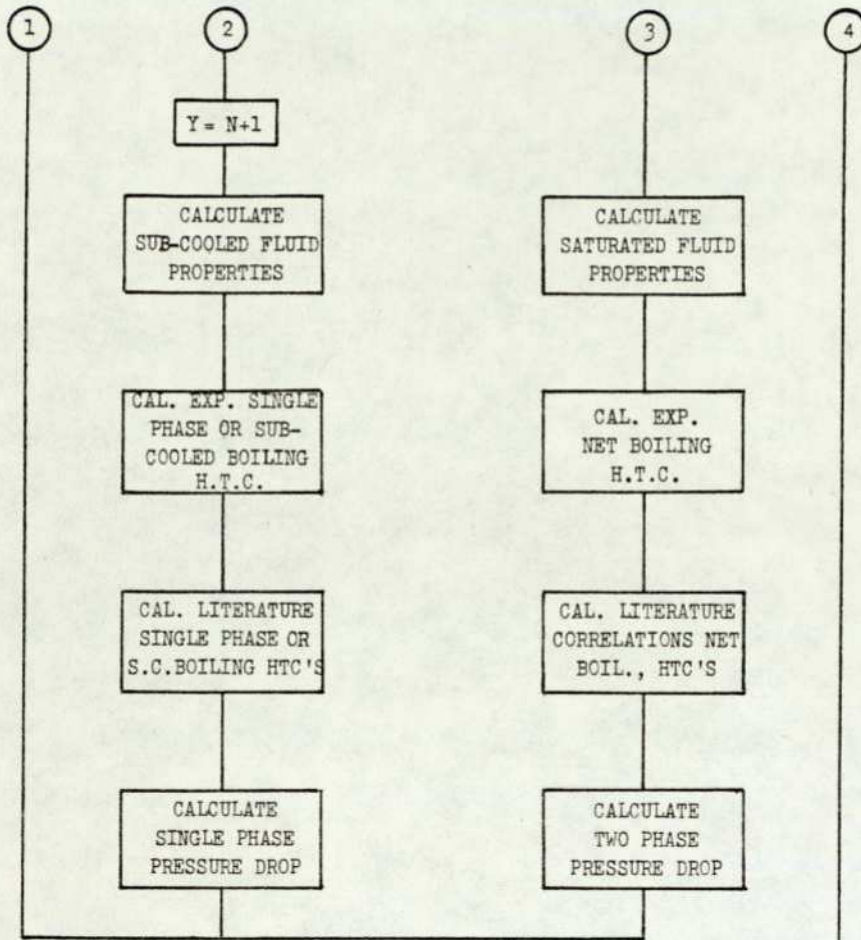 1
2
3
4
Y = N+1
CALCULATE
SUB-COOLED FLUID
PROPERTIES
CALCULATE
SATURATED FLUID
PROPERTIES
CAL. EXP. SINGLE
PHASE OR SUB-
COOLED BOILING
H.T.C.
CAL. EXP.
NET BOILING
H.T.C.
CAL. LITERATURE
SINGLE PHASE OR
S.C.BOILING HTC'S
CAL. LITERATURE
CORRELATIONS NET
BOIL., HTC'S
CALCULATE
SINGLE PHASE
PRESSURE DROP
CALCULATE
TWO PHASE
PRESSURE DROP